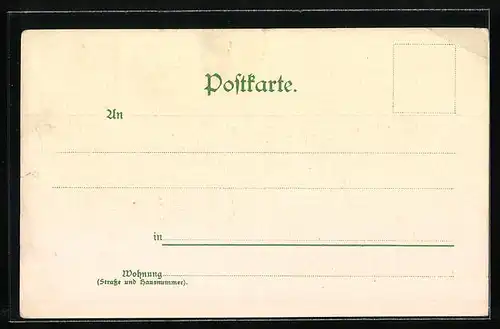 Postkarte.
An
in
Wohnung
(Straße und Hausnummer).